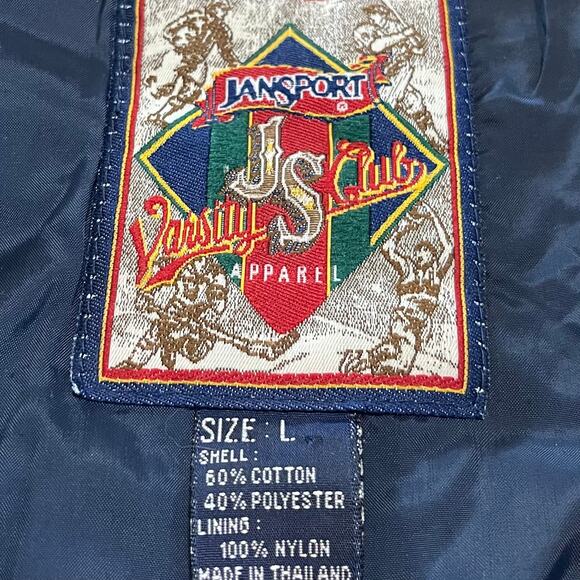 JANSPORT
®
JS
Varsity Club
APPAREL
SIZE : L
SHELL :
60% COTTON
40% POLYESTER
LINING :
100% NYLON
MADE IN THAILAND